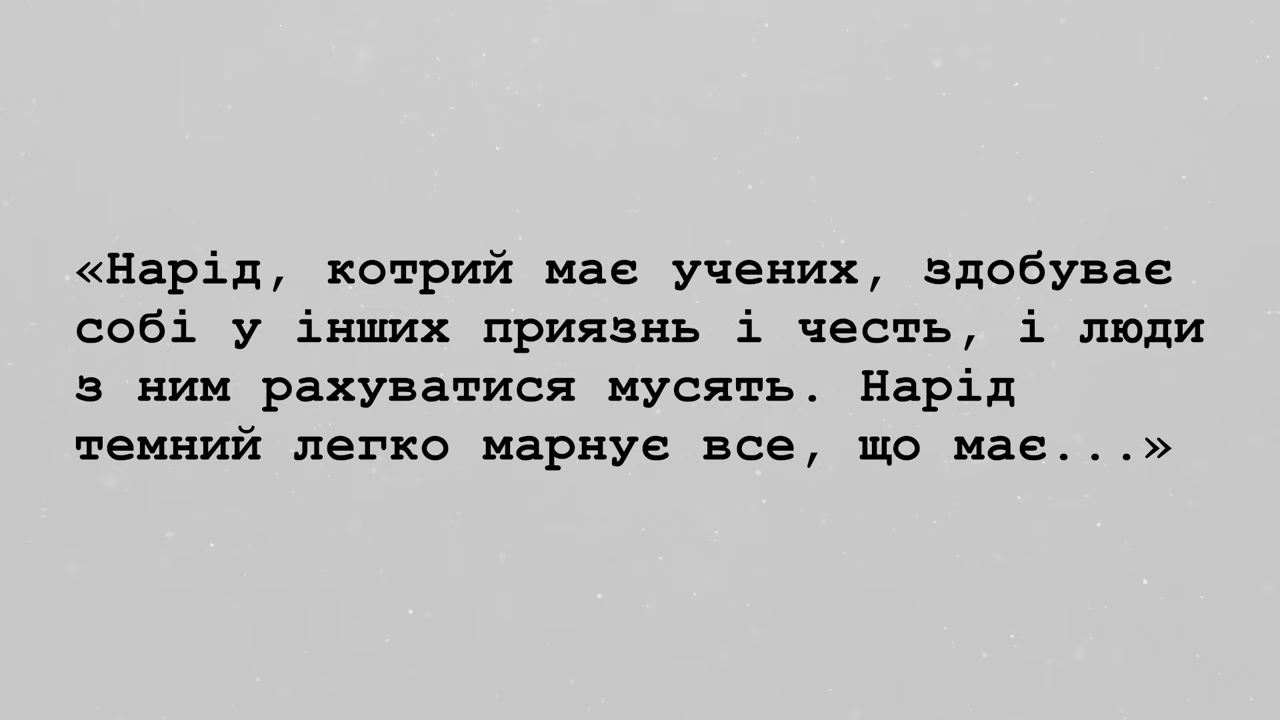 «Нарід, котрий має учених, здобуває
собі у інших приязнь і честь, і люди
з ним рахуватися мусять. Нарід
темний легко марнує все, що має...»